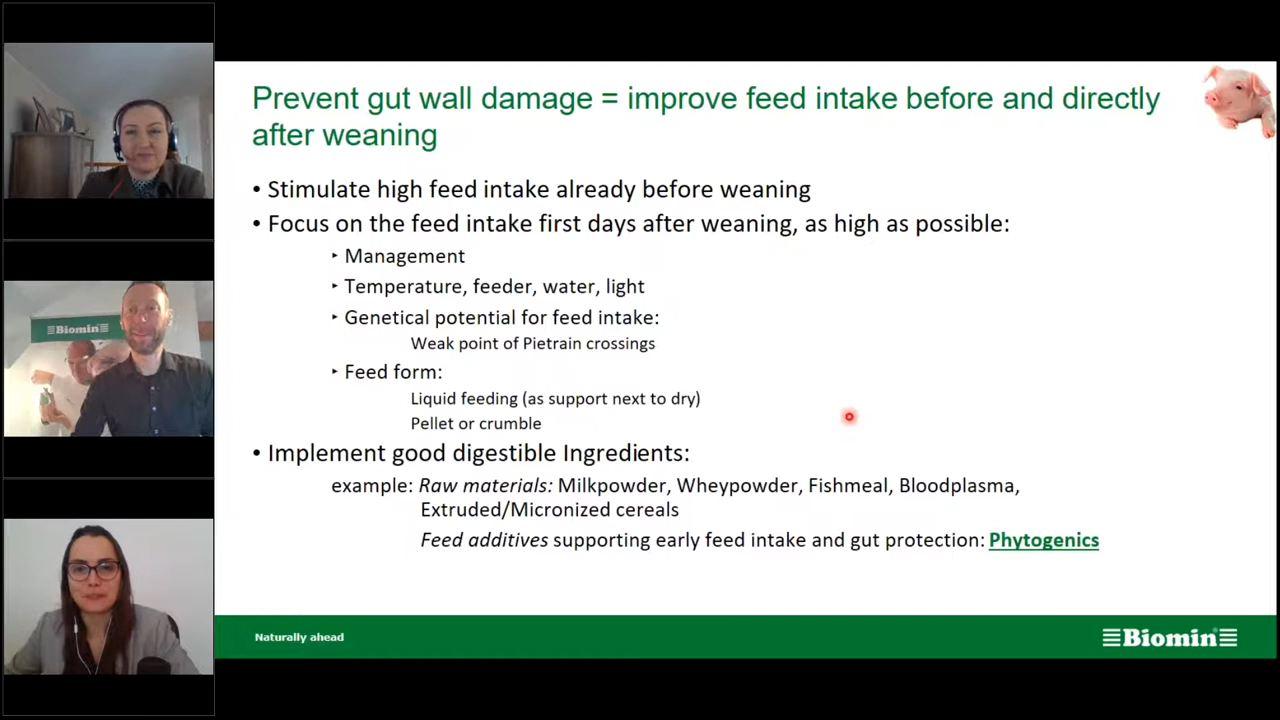 Prevent gut wall damage = improve feed intake before and directly
after weaning
• Stimulate high feed intake already before weaning
• Focus on the feed intake first days after weaning, as high as possible:
‣ Management
‣ Temperature, feeder, water, light
‣ Genetical potential for feed intake:
Weak point of Pietrain crossings
‣ Feed form:
Liquid feeding (as support next to dry)
Pellet or crumble
• Implement good digestible Ingredients:
example: Raw materials: Milkpowder, Wheypowder, Fishmeal, Bloodplasma,
Extruded/Micronized cereals
Feed additives supporting early feed intake and gut protection: Phytogenics
Naturally ahead
Biomin
Biomin